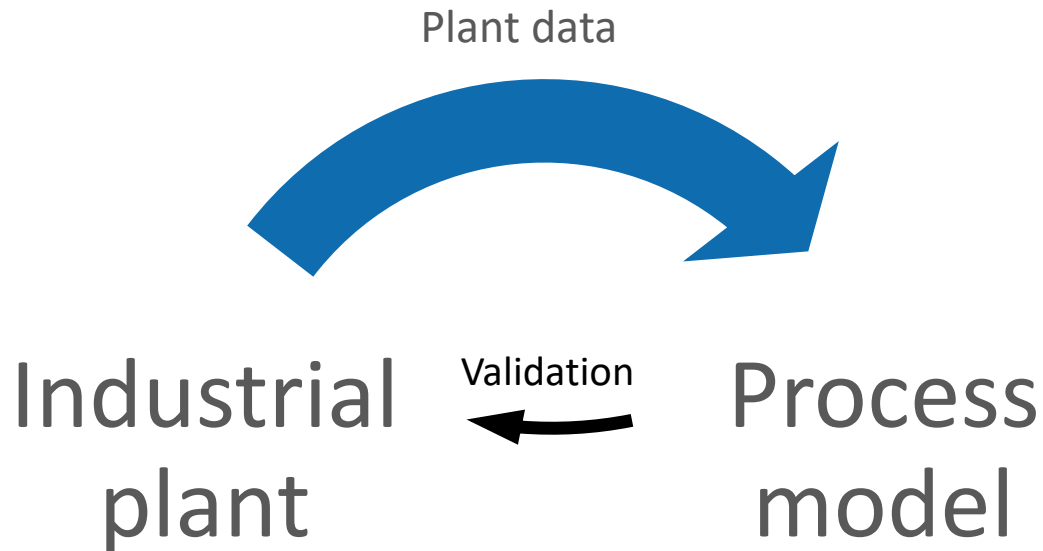 Plant data
Industrial
plant
Validation
Process
model